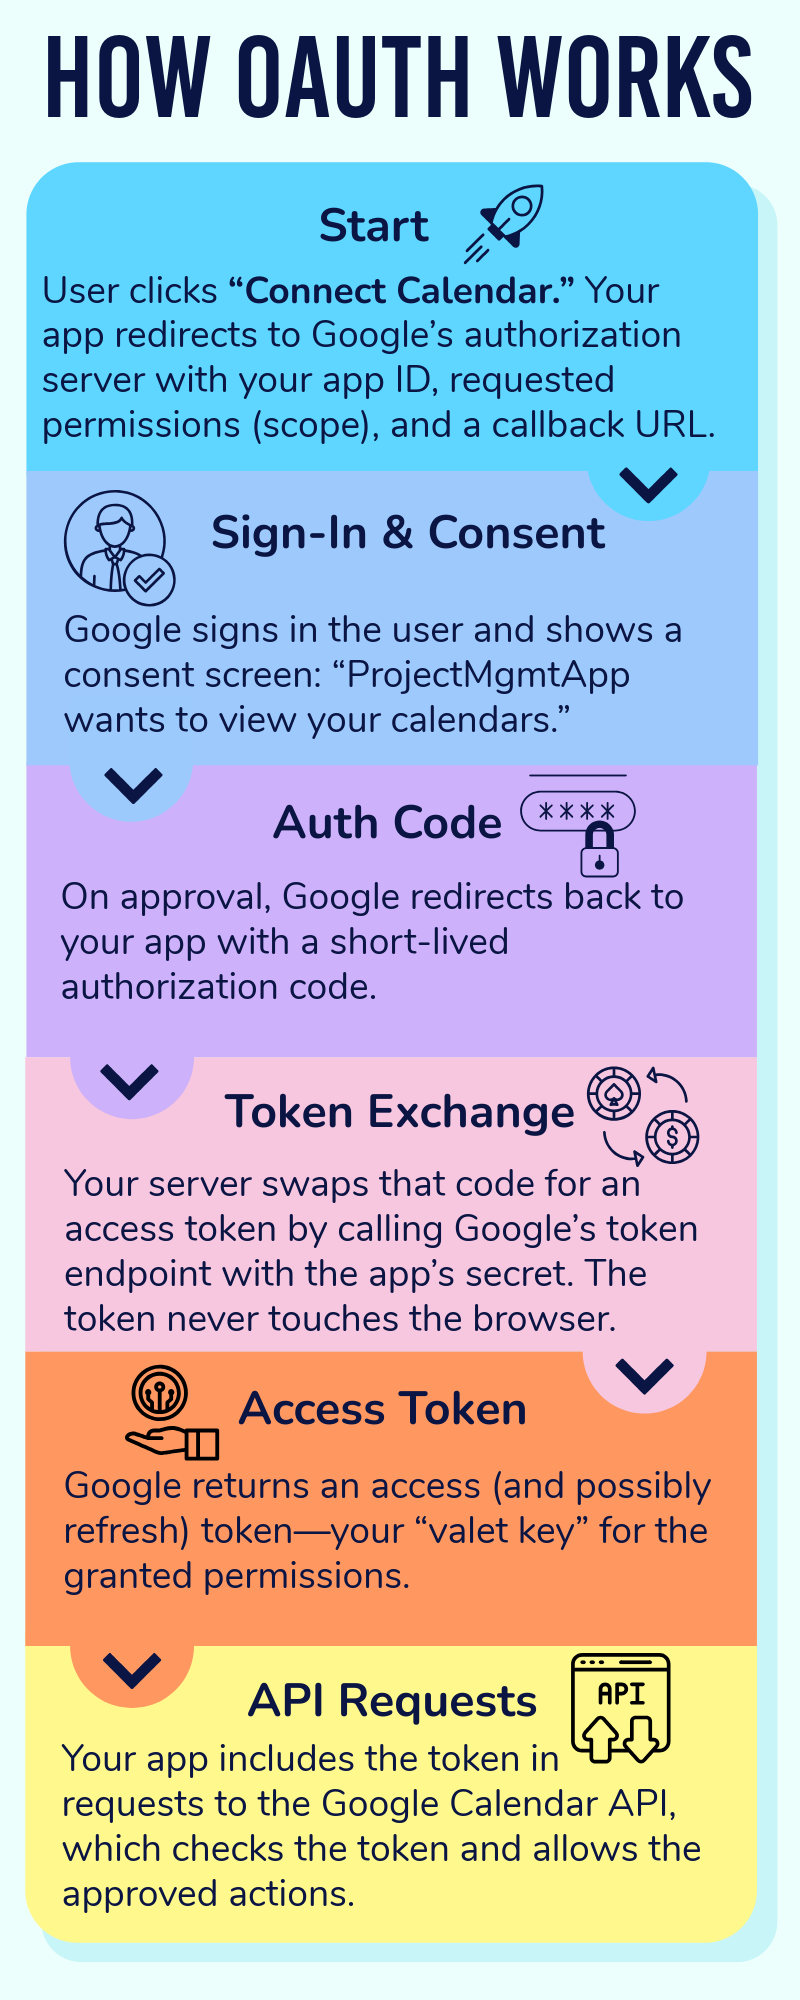 HOW OAUTH WORKS
Start
User clicks “Connect Calendar.” Your
app redirects to Google’s authorization
server with your app ID, requested
permissions (scope), and a callback URL.
Sign-In & Consent
Google signs in the user and shows a
consent screen: “ProjectMgmtApp
wants to view your calendars.”
Auth Code
****
On approval, Google redirects back to
your app with a short-lived
authorization code.
Token Exchange
$
Your server swaps that code for an
access token by calling Google’s token
endpoint with the app’s secret. The
token never touches the browser.
Access Token
Google returns an access (and possibly
refresh) token—your “valet key” for the
granted permissions.
API Requests
API
Your app includes the token in
requests to the Google Calendar API,
which checks the token and allows the
approved actions.